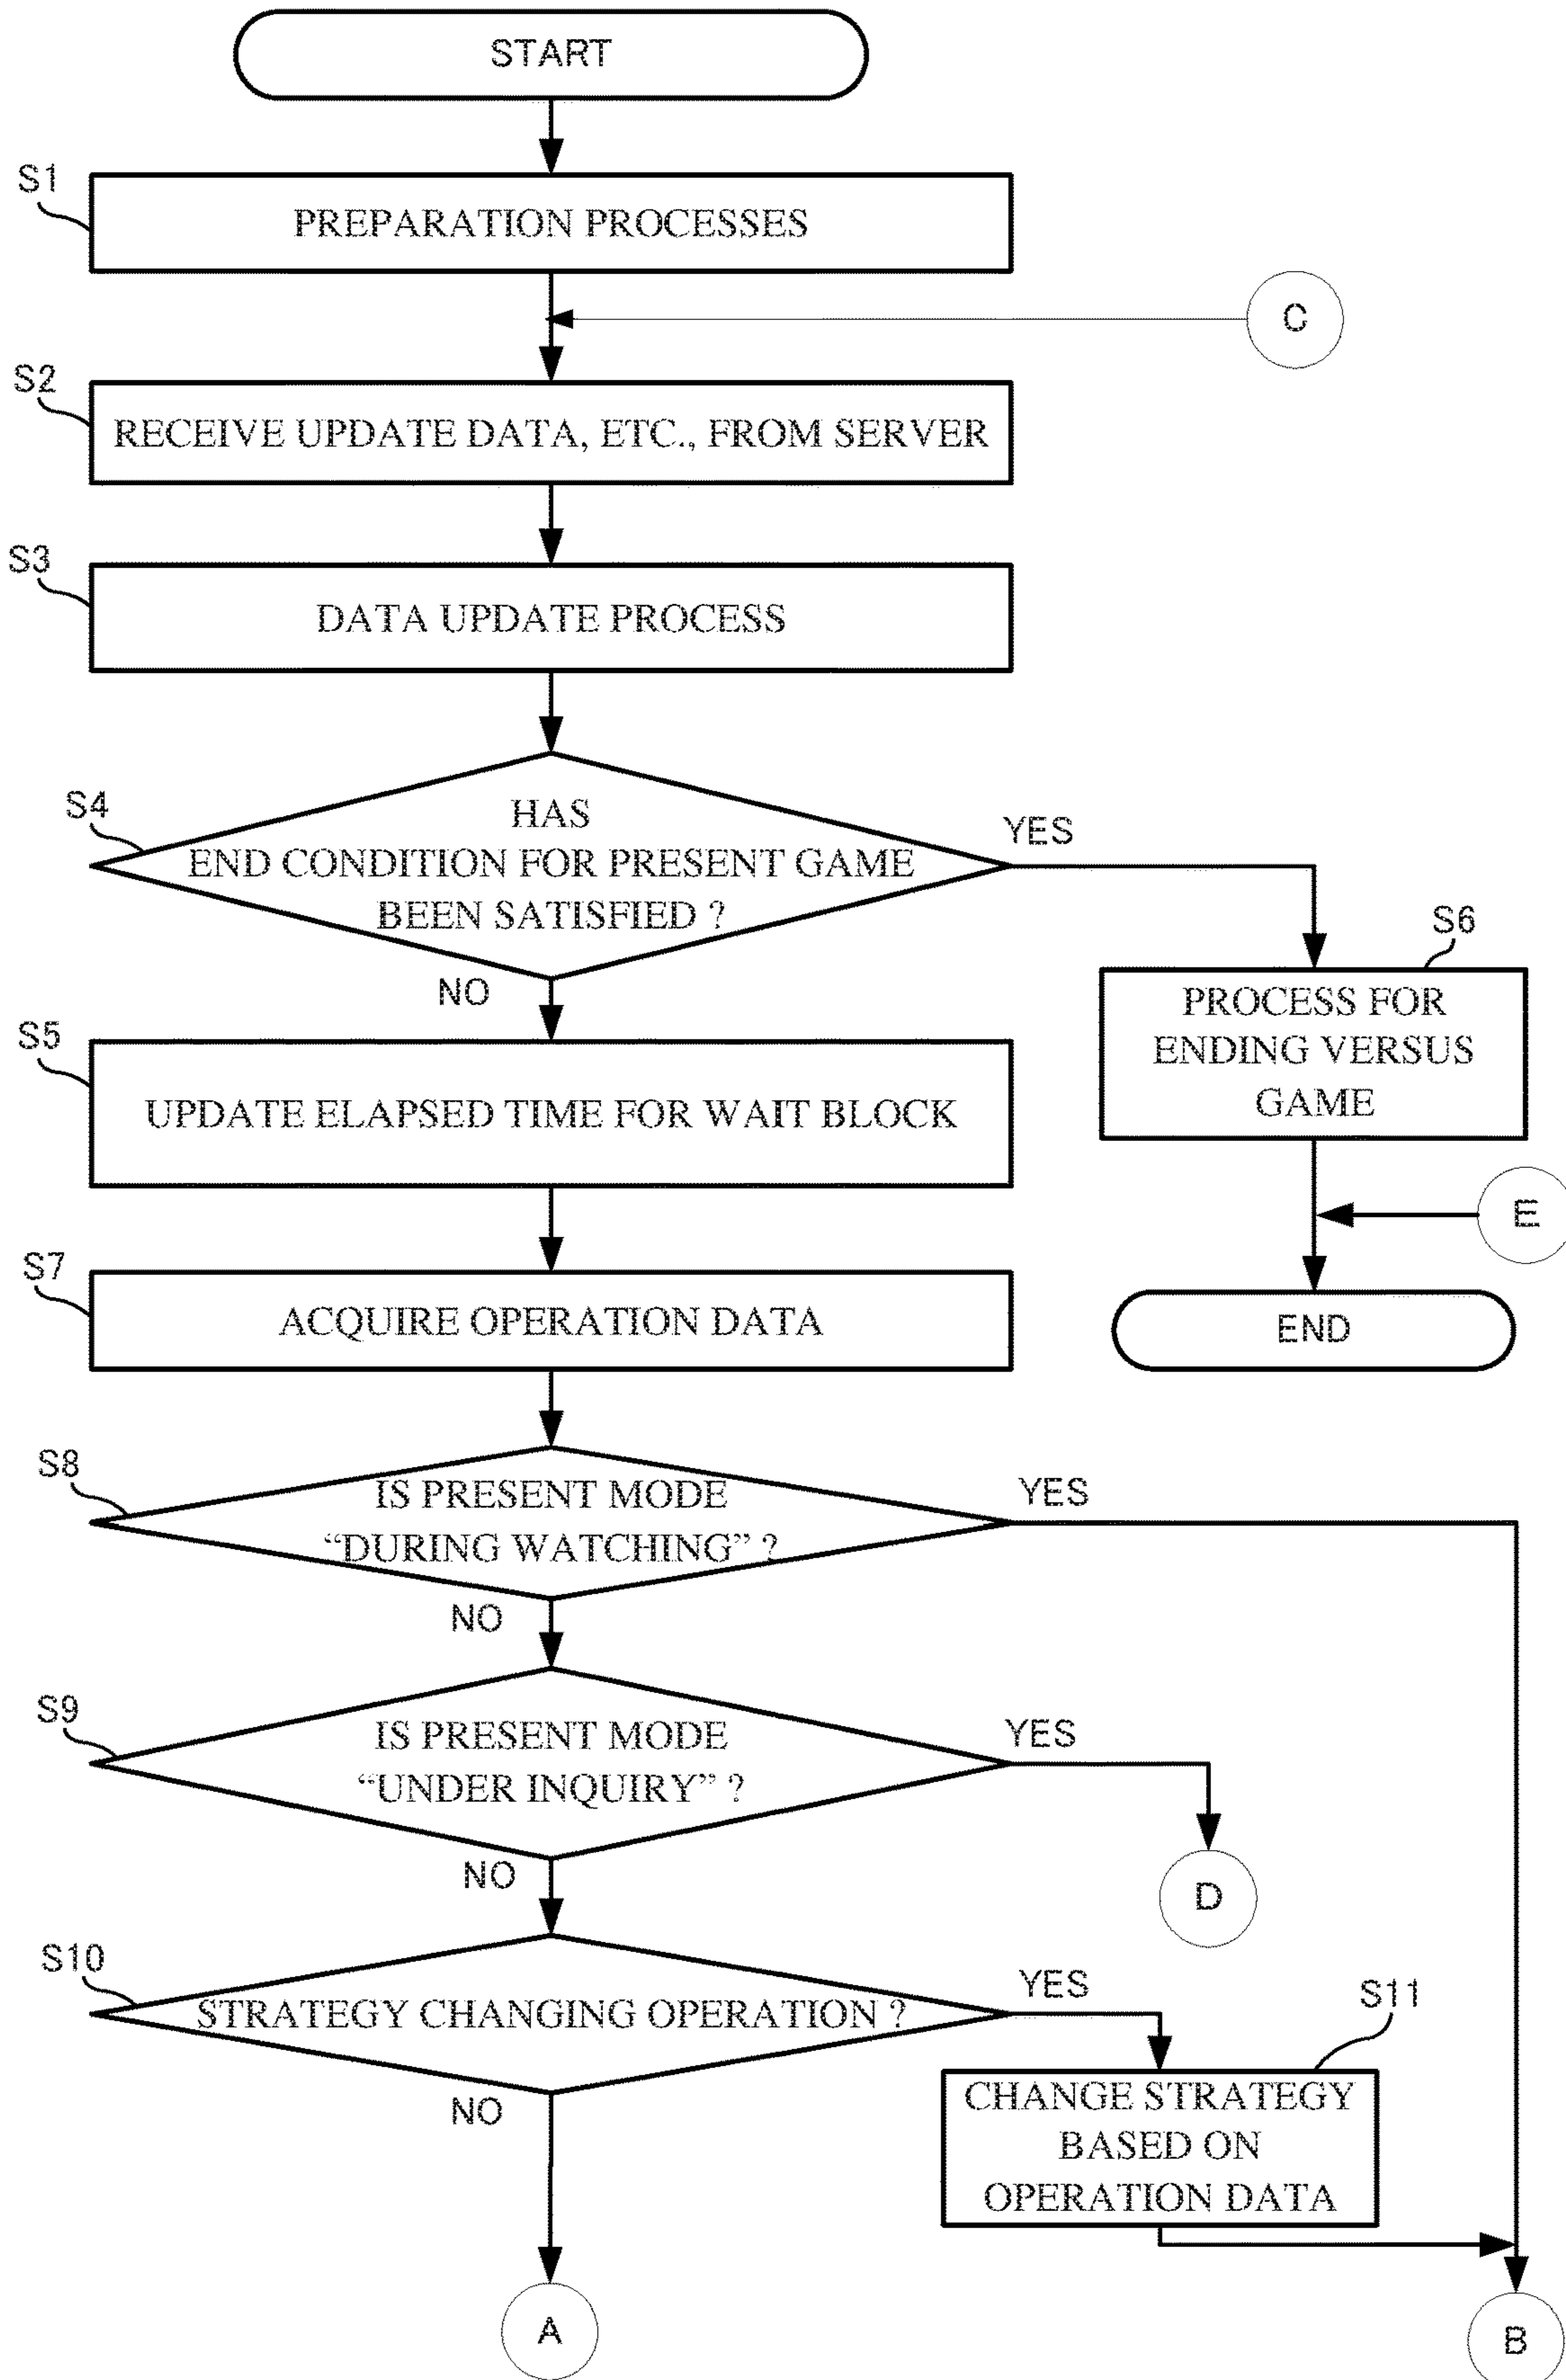 START
S1
PREPARATION PROCESSES
C
S2
RECEIVE UPDATE DATA, ETC., FROM SERVER
S3
DATA UPDATE PROCESS
S4
HAS
END CONDITION FOR PRESENT GAME
BEEN SATISFIED ?
YES
NO
S6
PROCESS FOR
ENDING VERSUS
GAME
S5
UPDATE ELAPSED TIME FOR WAIT BLOCK
E
S7
ACQUIRE OPERATION DATA
END
S8
IS PRESENT MODE
“DURING WATCHING” ?
YES
NO
S9
IS PRESENT MODE
“UNDER INQUIRY” ?
YES
NO
D
S10
STRATEGY CHANGING OPERATION ?
YES
NO
S11
CHANGE STRATEGY
BASED ON
OPERATION DATA
A
B